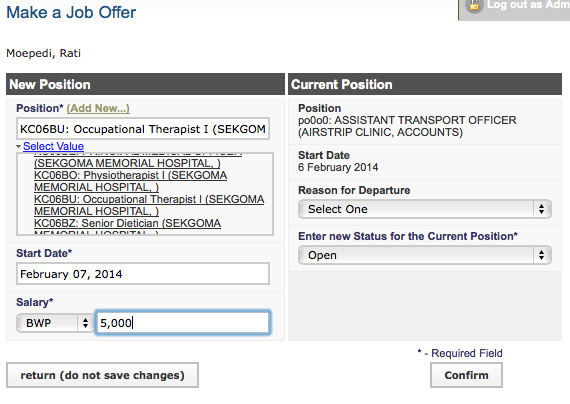 Make a Job Offer
Log out as Adm
Moepedi, Rati
New Position
Position* (Add New...)
KC06BU: Occupational Therapist I (SEKGOM
Select Value
(SEKGOMA MEMORIAL HOSPITAL, )
KC06BO: Physiotherapist I (SEKGOMA
MEMORIAL HOSPITAL, )
KC06BU: Occupational Therapist I (SEKGOMA
MEMORIAL HOSPITAL, )
KC06BZ: Senior Dietician (SEKGOMA
MEMORIAL HOSPITAL, )
Start Date*
February 07, 2014
Salary*
BWP
5,000
Current Position
Position
po0o0: ASSISTANT TRANSPORT OFFICER
(AIRSTRIP CLINIC, ACCOUNTS)
Start Date
6 February 2014
Reason for Departure
Select One
Enter new Status for the Current Position*
Open
* - Required Field
return (do not save changes)
Confirm